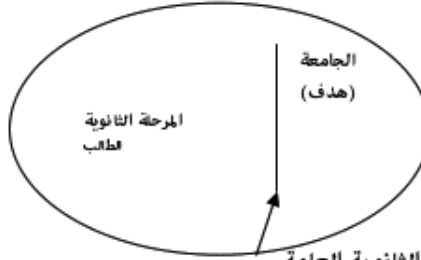 الجامعة
(هدف)
المرحلة الثانوية
الطالب
الثانوية العامة